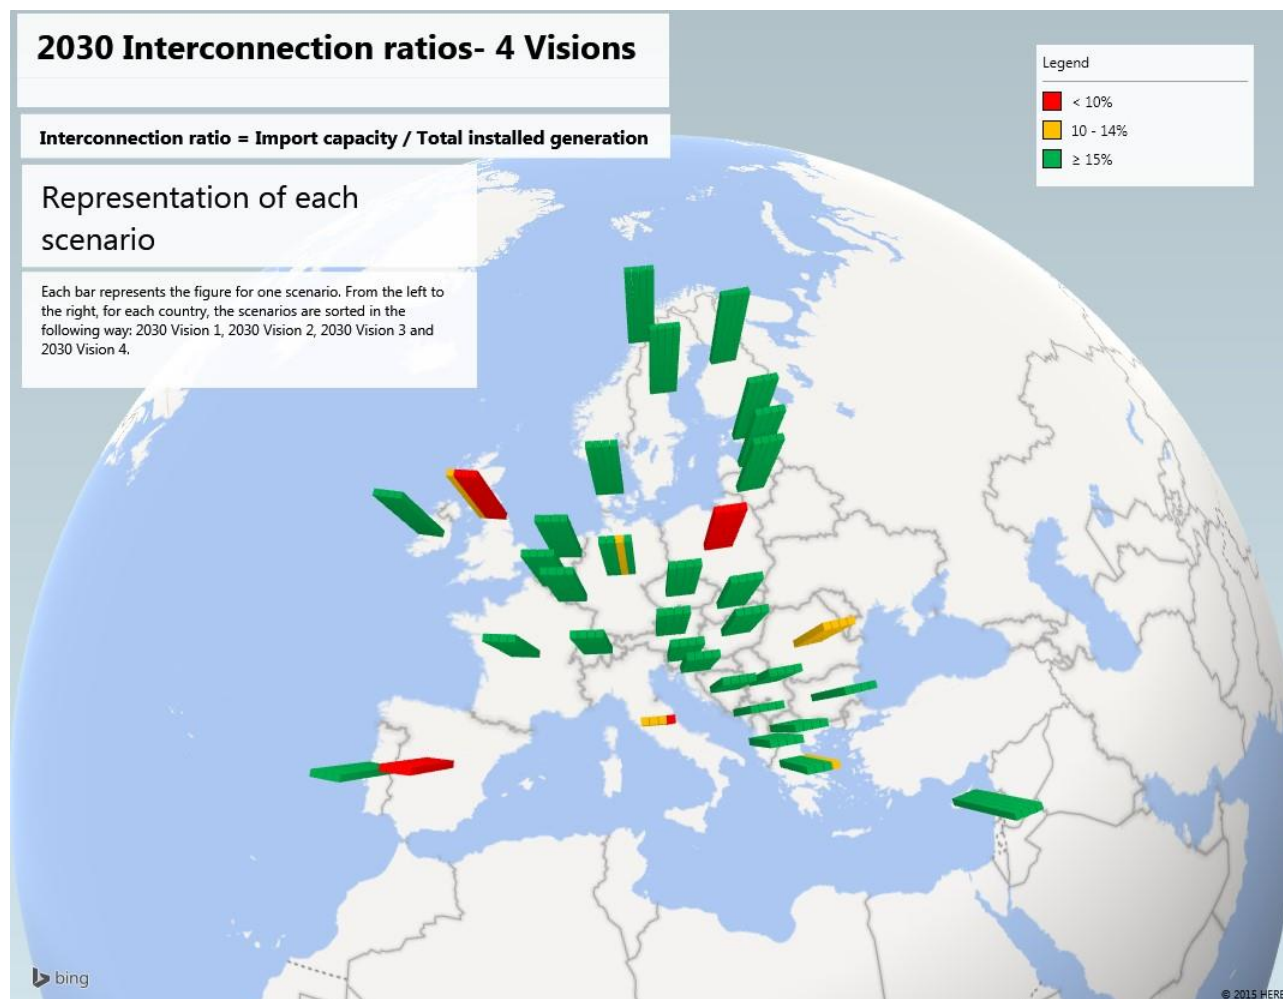 2030 Interconnection ratios- 4 Visions
Interconnection ratio = Import capacity / Total installed generation
Representation of each
scenario
Each bar represents the figure for one scenario. From the left to
the right, for each country, the scenarios are sorted in the
following way: 2030 Vision 1, 2030 Vision 2, 2030 Vision 3 and
2030 Vision 4.
Legend
< 10%
10 - 14%
≥ 15%
bing
© 2015 HERE